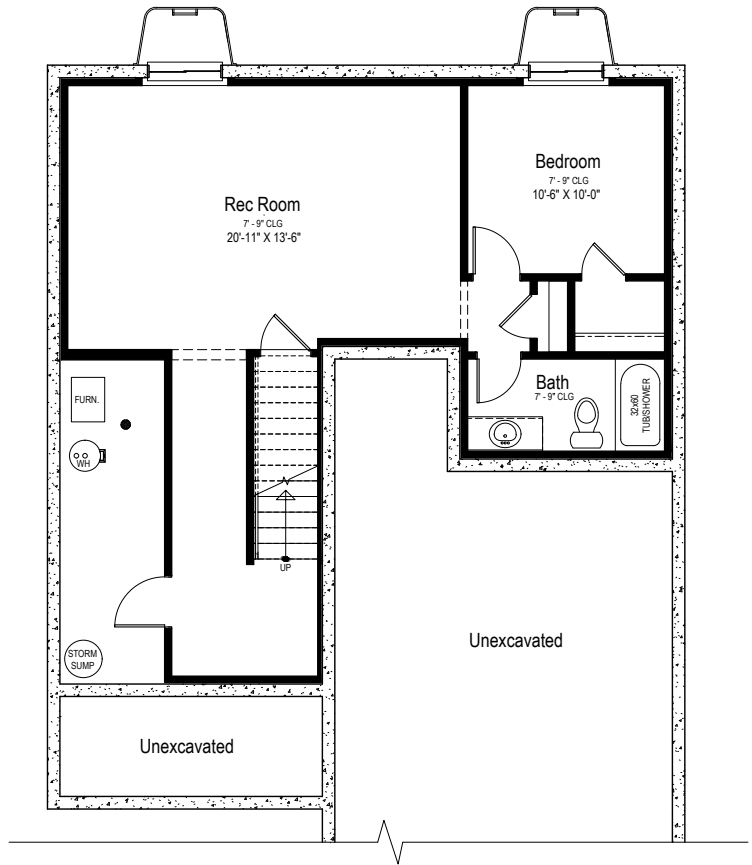 Bedroom
7' - 9" CLG
10'-6" X 10'-0"
Rec Room
7' - 9" CLG
20'-11" X 13'-6"
Bath
7' - 9" CLG
32x60
TUB/SHOWER
FURN.
WH
UP
STORM
SUMP
Unexcavated
Unexcavated